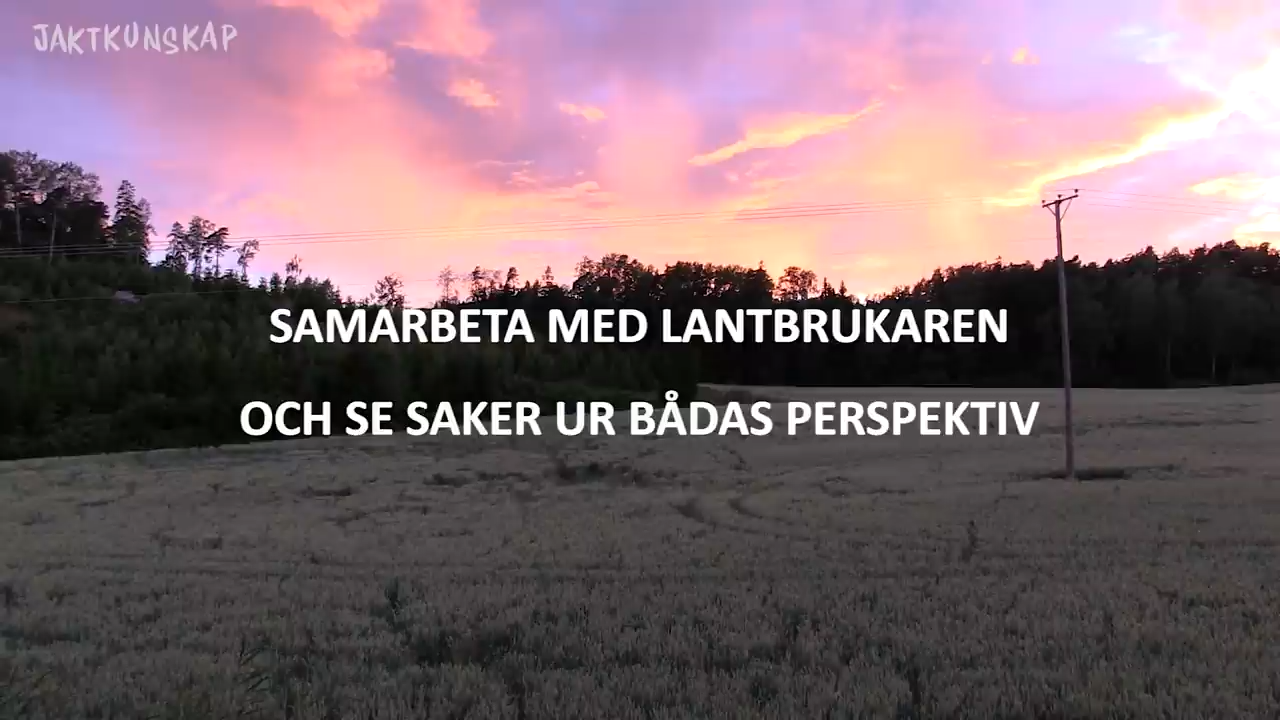 JAKTKUNSKAP
SAMARBETA MED LANTBRUKAREN
OCH SE SAKER UR BÅDAS PERSPEKTIV